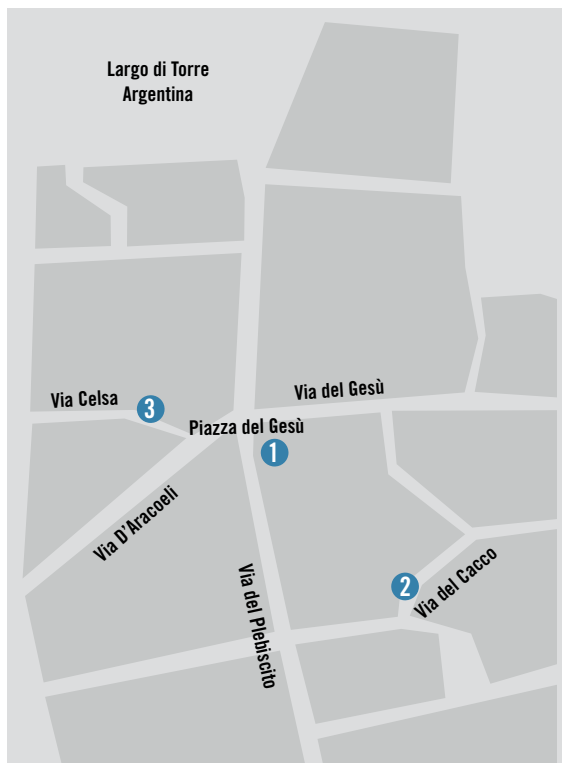 Largo di Torre
Argentina
Via del Gesù
Via Celsa
3
Piazza del Gesù
1
Via D'Aracoeli
Via del Plebiscito
2
Via del Cacco